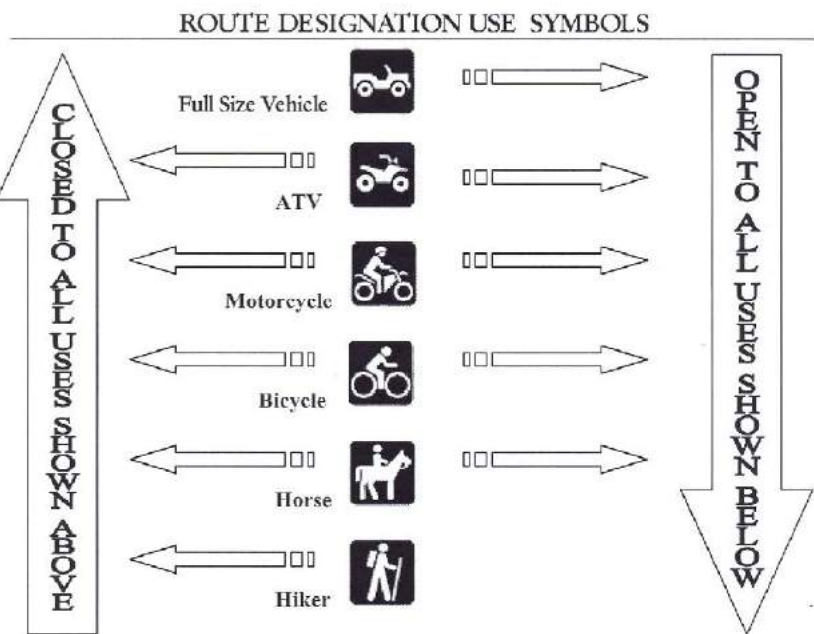 ROUTE DESIGNATION USE SYMBOLS
CLOSED TO ALL USES SHOWN ABOVE
Full Size Vehicle
ATV
Motorcycle
Bicycle
Horse
Hiker
OPEN TO ALL USES SHOWN BELOW